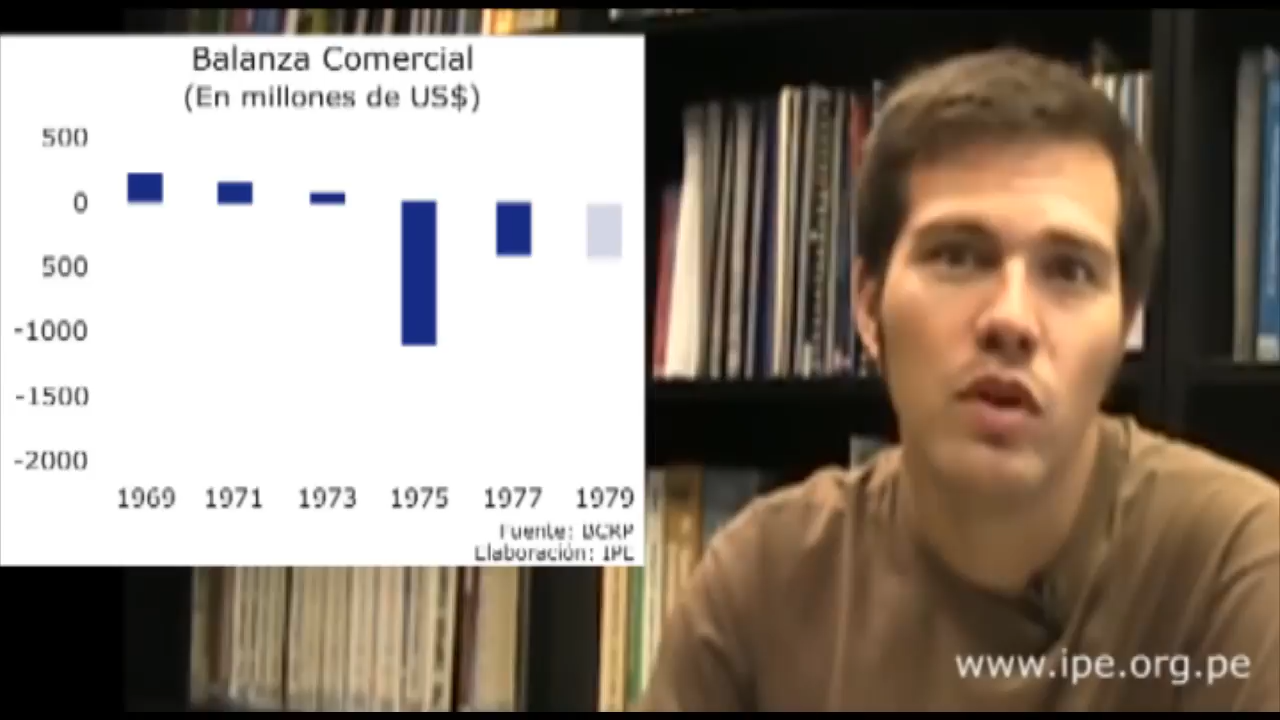 Balanza Comercial
(En millones de US$)
500
0
500
-1000
-1500
-2000
1969 1971 1973 1975 1977 1979
Fuente: BCRP
Elaboración: IPE
www.ipe.org.pe